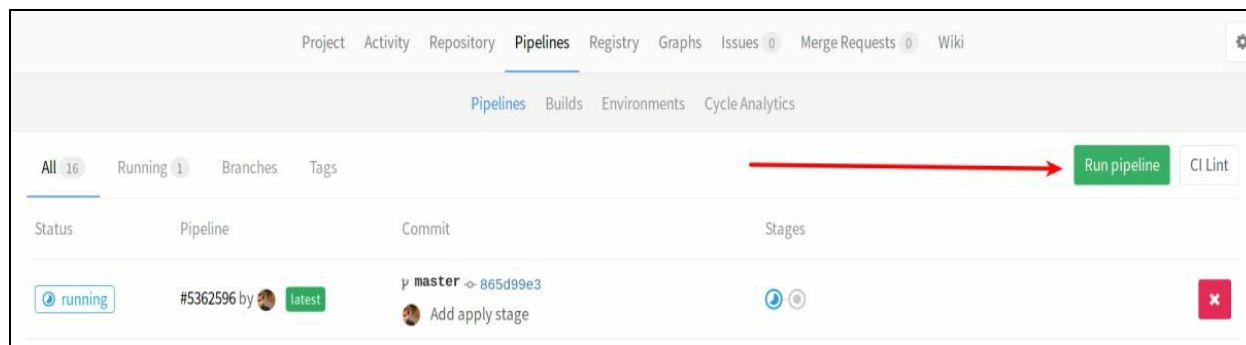 Project Activity Repository Pipelines Registry Graphs Issues 0 Merge Requests 0 Wiki
Pipelines Builds Environments Cycle Analytics
All 16 Running 1 Branches Tags Run pipeline CI Lint
Status Pipeline Commit Stages
running #5362596 by latest master 865d99e3
Add apply stage